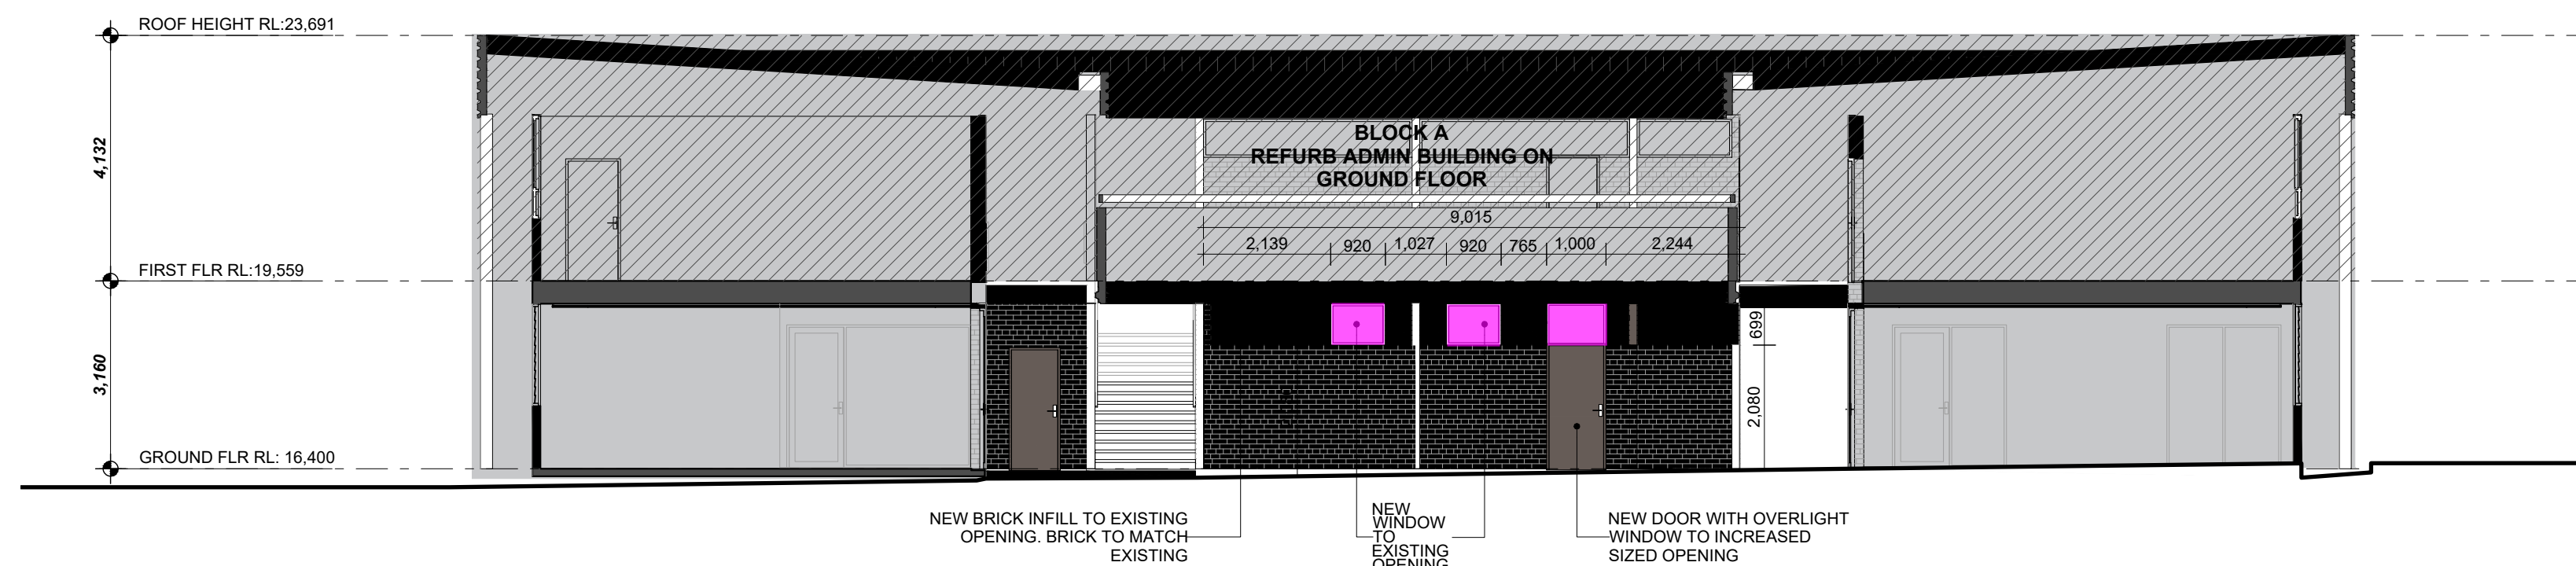 ROOF HEIGHT RL:23,691
4,132
BLOCK A
REFURB ADMIN BUILDING ON
GROUND FLOOR
9,015
2,139 920 1,027 920 765 1,000 2,244
FIRST FLR RL:19,559
3,160
699
2,080
GROUND FLR RL: 16,400
NEW BRICK INFILL TO EXISTING
OPENING. BRICK TO MATCH
EXISTING
NEW
WINDOW
TO
EXISTING
OPENING
NEW DOOR WITH OVERLIGHT
WINDOW TO INCREASED
SIZED OPENING